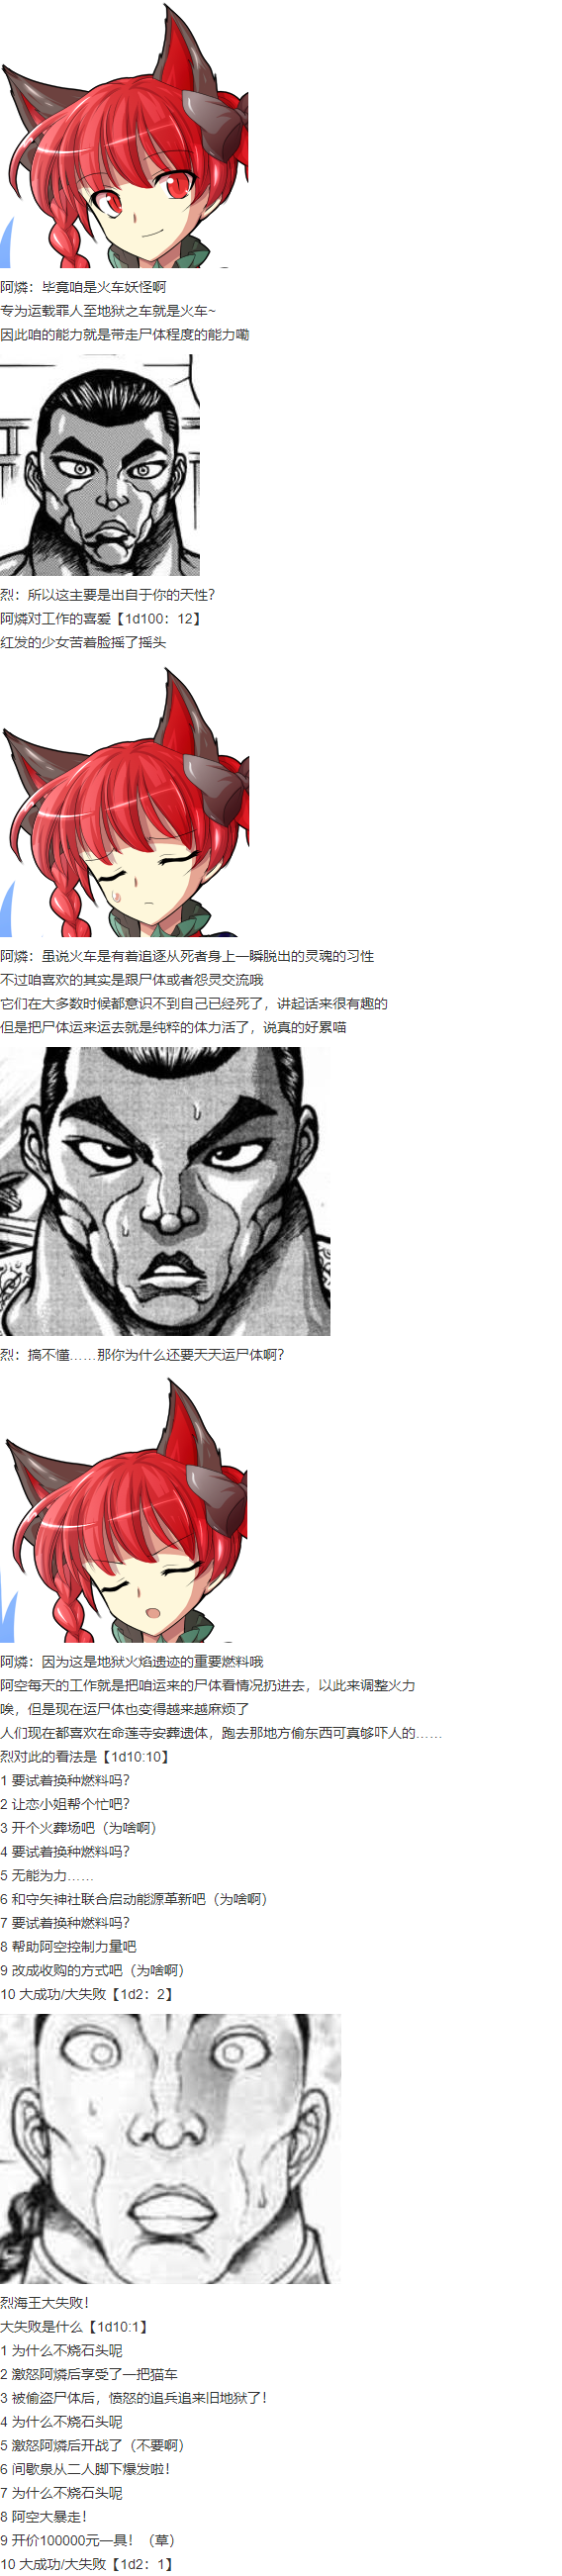 阿燐：毕竟咱是火车妖怪啊
专为运载罪人至地狱之车就是火车~
因此咱的能力就是带走尸体程度的能力嘞
烈：所以这主要是出自于你的天性？
阿燐对工作的喜爱【1d100：12】
红发的少女苦着脸摇了摇头
阿燐：虽说火车是有着追逐从死者身上一瞬脱出的灵魂的习性
不过咱喜欢的其实是跟尸体或者怨灵交流哦
它们在大多数时候都意识不到自己已经死了，讲起话来很有趣的
但是把尸体运来运去就是纯粹的体力活了，说真的好累喵
烈：搞不懂……那你为什么还要天天运尸体啊？
阿燐：因为这是地狱火焰遗迹的重要燃料哦
阿空每天的工作就是把咱运来的尸体看情况扔进去，以此来调整火力
唉，但是现在运尸体也变得越来越麻烦了
人们现在都喜欢在命莲寺安葬遗体，跑去那地方偷东西可真够吓人的……
烈对此的看法是【1d10:10】
1 要试着换种燃料吗？
2 让恋小姐帮个忙吧？
3 开个火葬场吧（为啥啊）
4 要试着换种燃料吗？
5 无能为力……
6 和守矢神社联合启动能源革新吧（为啥啊）
7 要试着换种燃料吗？
8 帮助阿空控制力量吧
9 改成收购的方式吧（为啥啊）
10 大成功/大失败【1d2：2】
烈海王大失败！
大失败是什么【1d10:1】
1 为什么不烧石头呢
2 激怒阿燐后享受了一把猫车
3 被偷盗尸体后，愤怒的追兵追来旧地狱了！
4 为什么不烧石头呢
5 激怒阿燐后开战了（不要啊）
6 间歇泉从二人脚下爆发啦！
7 为什么不烧石头呢
8 阿空大暴走！
9 开价100000元一具！（草）
10 大成功/大失败【1d2：1】